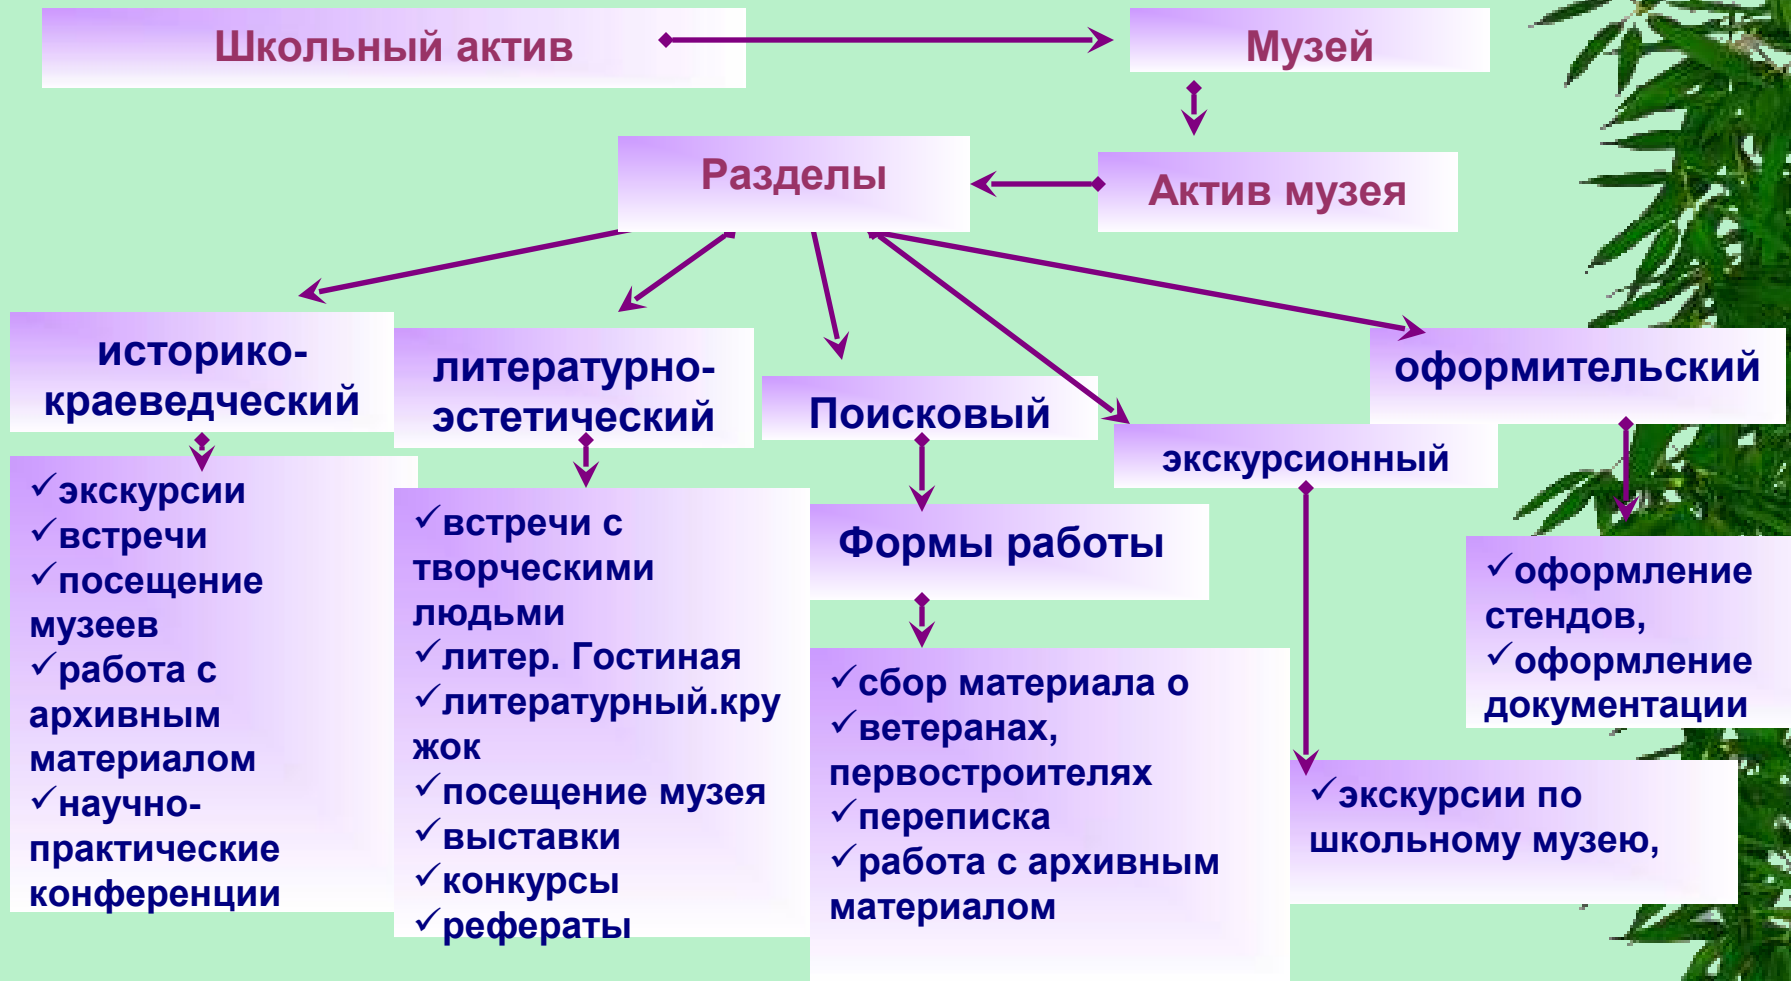 Школьный актив
Музей
Разделы
Актив музея
историко-
краеведческий
литературно-
эстетический
Поисковый
экскурсионный
оформительский
✓экскурсии
✓встречи
✓посещение
музеев
✓работа с
архивным
материалом
✓научно-
практические
конференции
✓встречи с
творческими
людьми
✓литер. Гостиная
✓литературный.кру
жок
✓посещение музея
✓выставки
✓конкурсы
✓рефераты
Формы работы
✓сбор материала о
✓ветеранах,
первостроителях
✓переписка
✓работа с архивным
материалом
✓экскурсии по
школьному музею,
✓оформление
стендов,
✓оформление
документации